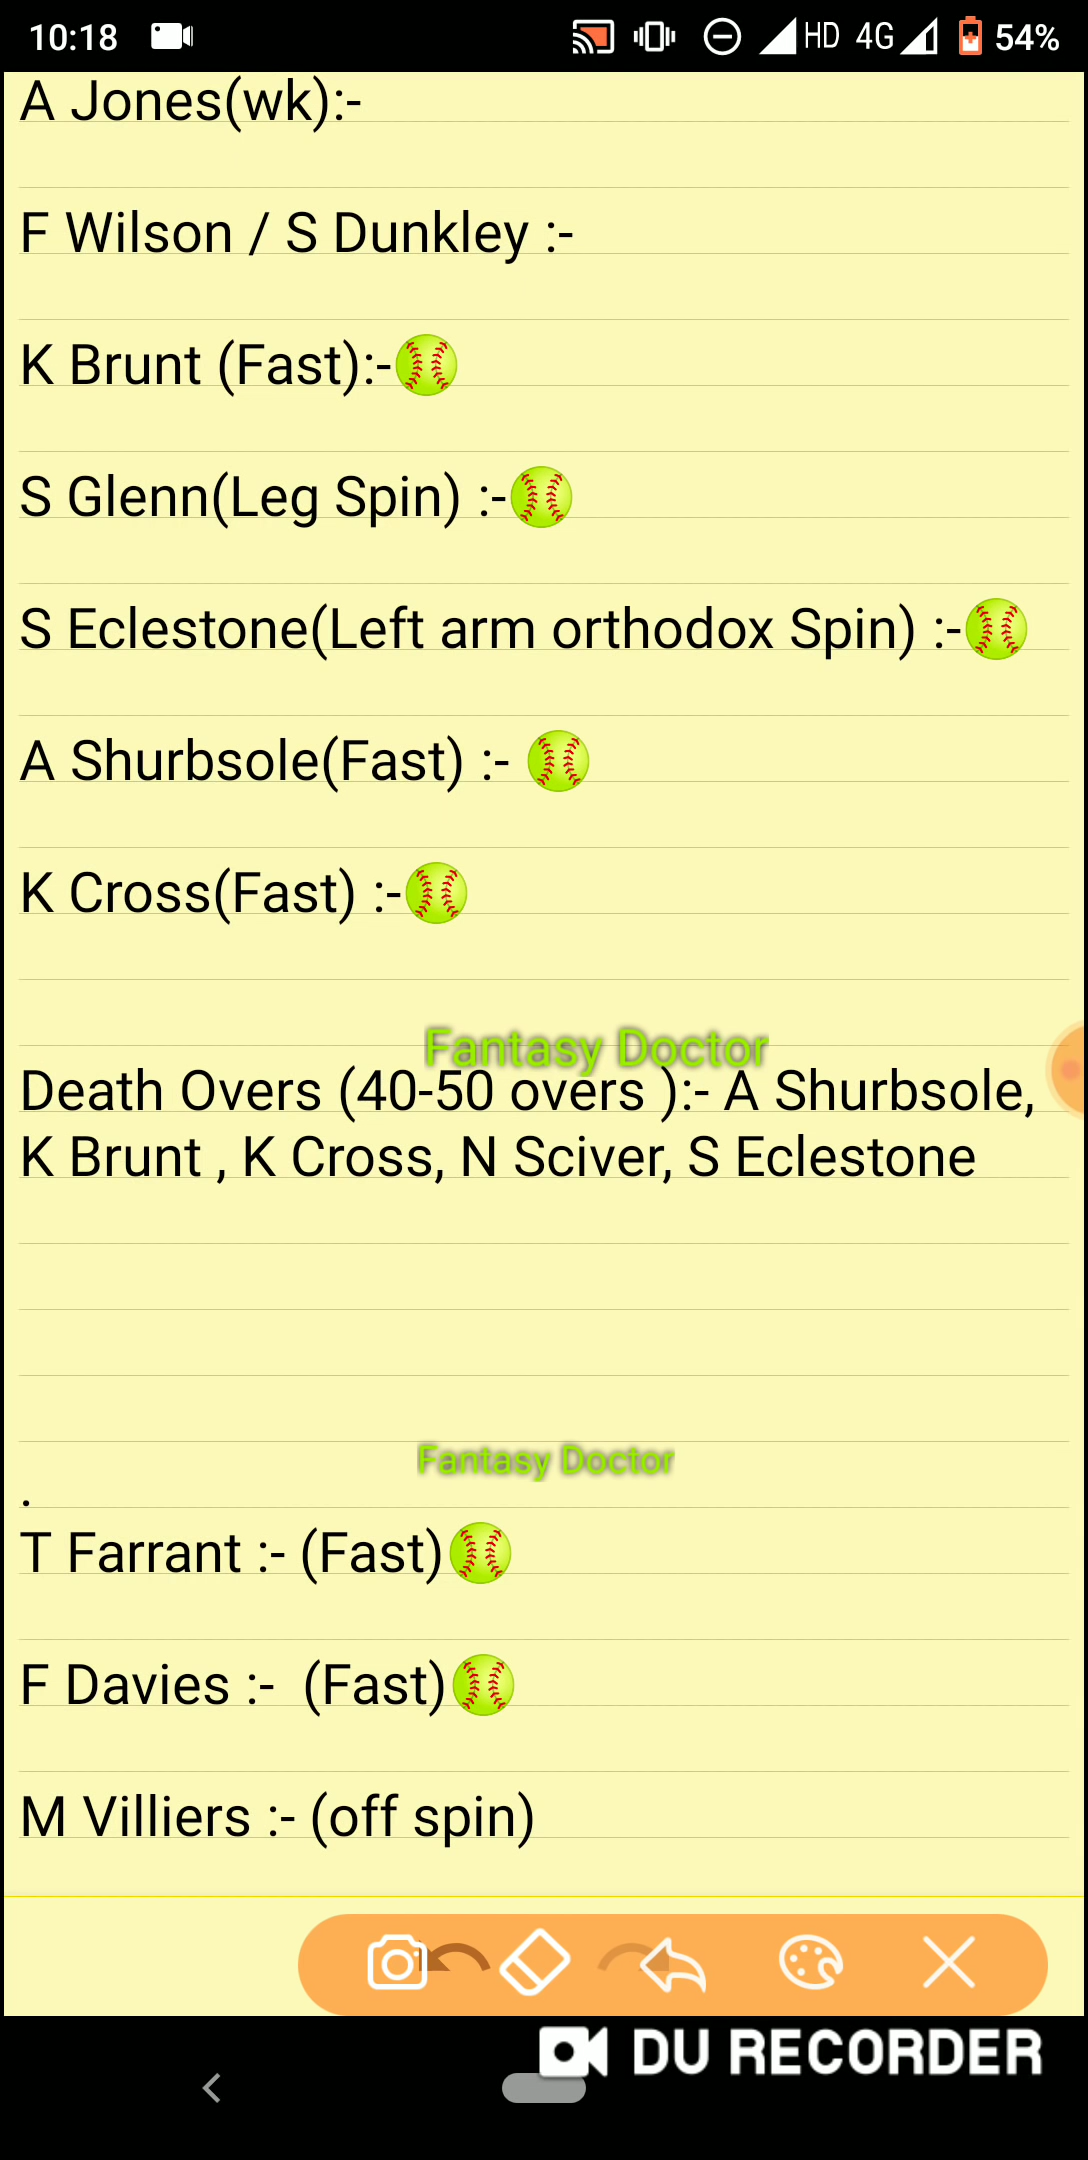 10:18 HD 4G 54%
A Jones(wk):-
F Wilson / S Dunkley :-
K Brunt (Fast):-🥎
S Glenn(Leg Spin) :-🥎
S Eclestone(Left arm orthodox Spin) :-🥎
A Shurbsole(Fast) :- 🥎
K Cross(Fast) :-🥎
Fantasy Doctor
Death Overs (40-50 overs ):- A Shurbsole,
K Brunt , K Cross, N Sciver, S Eclestone
Fantasy Doctor
.
T Farrant :- (Fast)🥎
F Davies :-  (Fast)🥎
M Villiers :- (off spin)
DU RECORDER